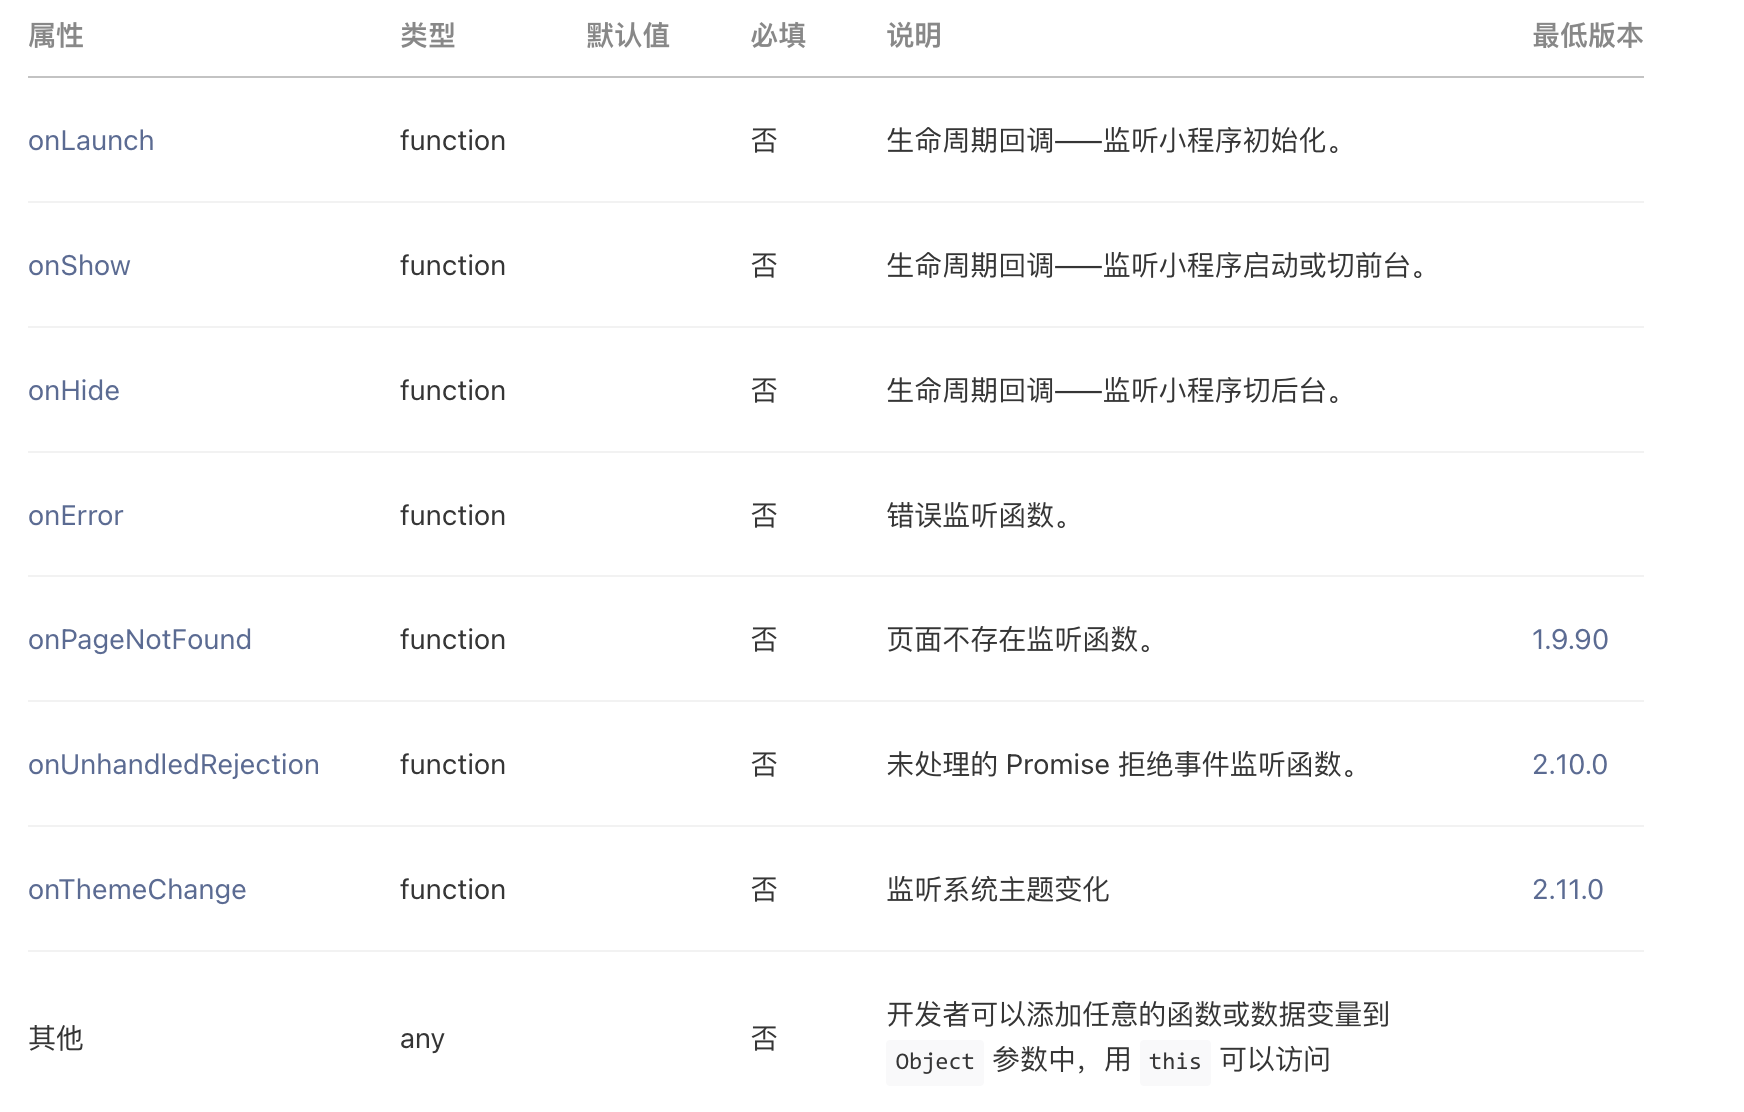 属性 类型 默认值 必填 说明 最低版本
onLaunch function 否 生命周期回调——监听小程序初始化。
onShow function 否 生命周期回调——监听小程序启动或切前台。
onHide function 否 生命周期回调——监听小程序切后台。
onError function 否 错误监听函数。
onPageNotFound function 否 页面不存在监听函数。 1.9.90
onUnhandledRejection function 否 未处理的 Promise 拒绝事件监听函数。 2.10.0
onThemeChange function 否 监听系统主题变化 2.11.0
其他 any 否 开发者可以添加任意的函数或数据变量到
Object 参数中，用 this 可以访问